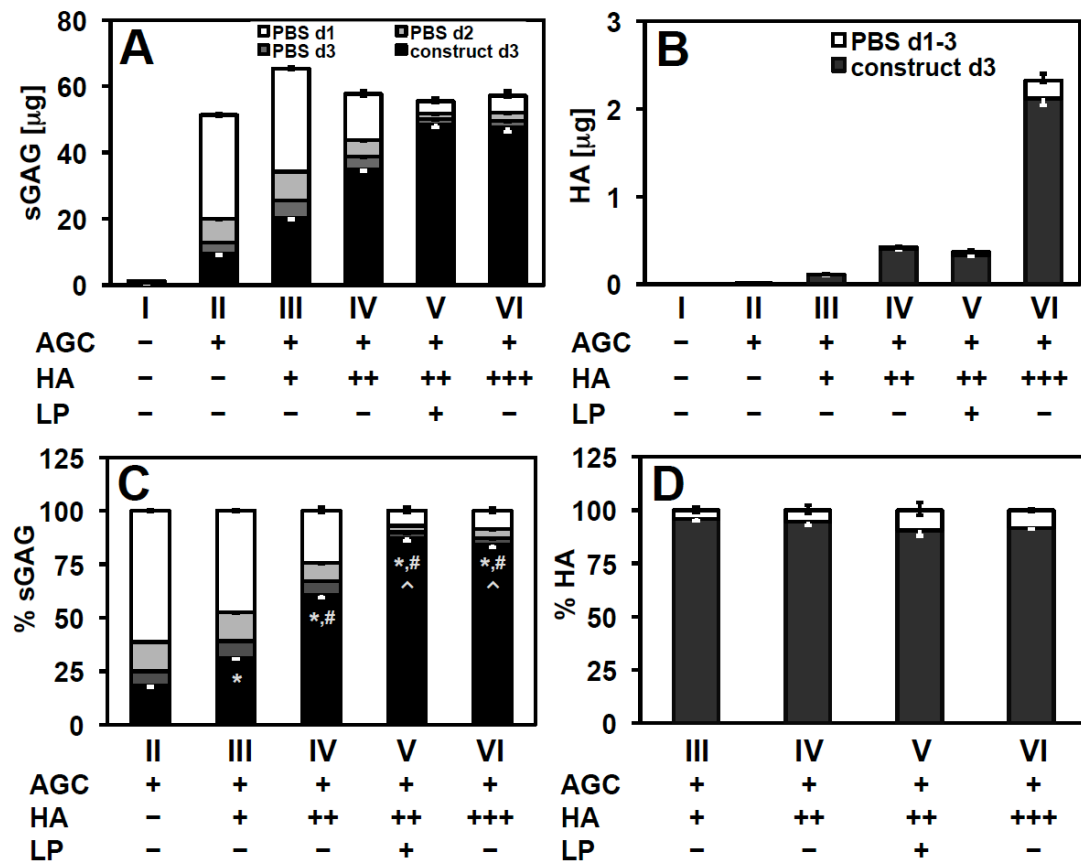 A
PBS d1 PBS d2
PBS d3 construct d3
80
60
40
20
0
sGAG [μg]
I II III IV V VI
AGC − + + + + +
HA − − + ++ ++ +++
LP − − − − + −
B
PBS d1-3
construct d3
3
2
1
0
HA [μg]
I II III IV V VI
AGC − + + + + +
HA − − + ++ ++ +++
LP − − − − + −
C
125
100
75
50
25
0
% sGAG
* *,# *,# *,#
^ ^
II III IV V VI
AGC + + + + +
HA − + ++ ++ +++
LP − − − + −
D
125
100
75
50
25
0
% HA
III IV V VI
AGC + + + +
HA + ++ ++ +++
LP − − + −